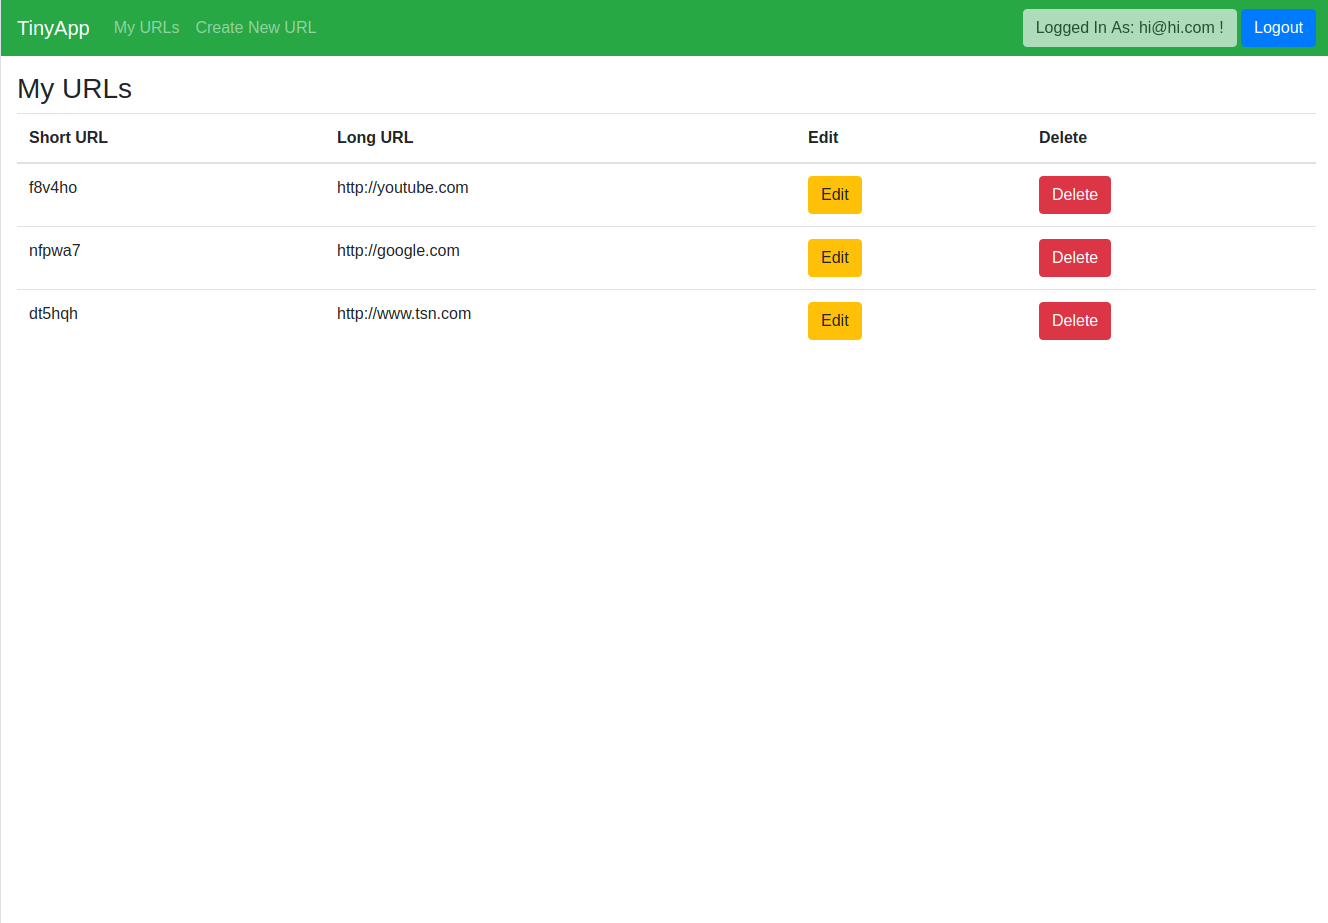 TinyApp My URLs Create New URL Logged In As: hi@hi.com ! Logout
My URLs
Short URL Long URL Edit Delete
f8v4ho http://youtube.com Edit Delete
nfpwa7 http://google.com Edit Delete
dt5hqh http://www.tsn.com Edit Delete